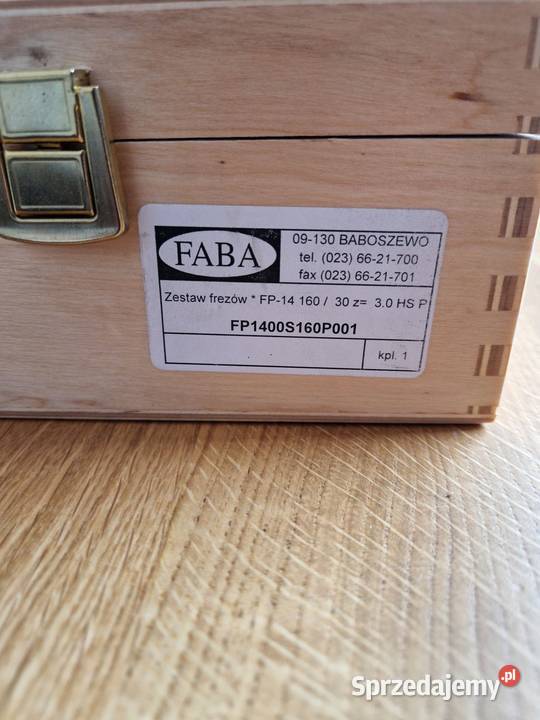 FABA
09-130 BABOSZEWO
tel. (023) 66-21-700
fax (023) 66-21-701
Zestaw frezów * FP-14 160 / 30 z= 3.0 HS P
FP1400S160P001
kpl. 1
Sprzedajemy.pl